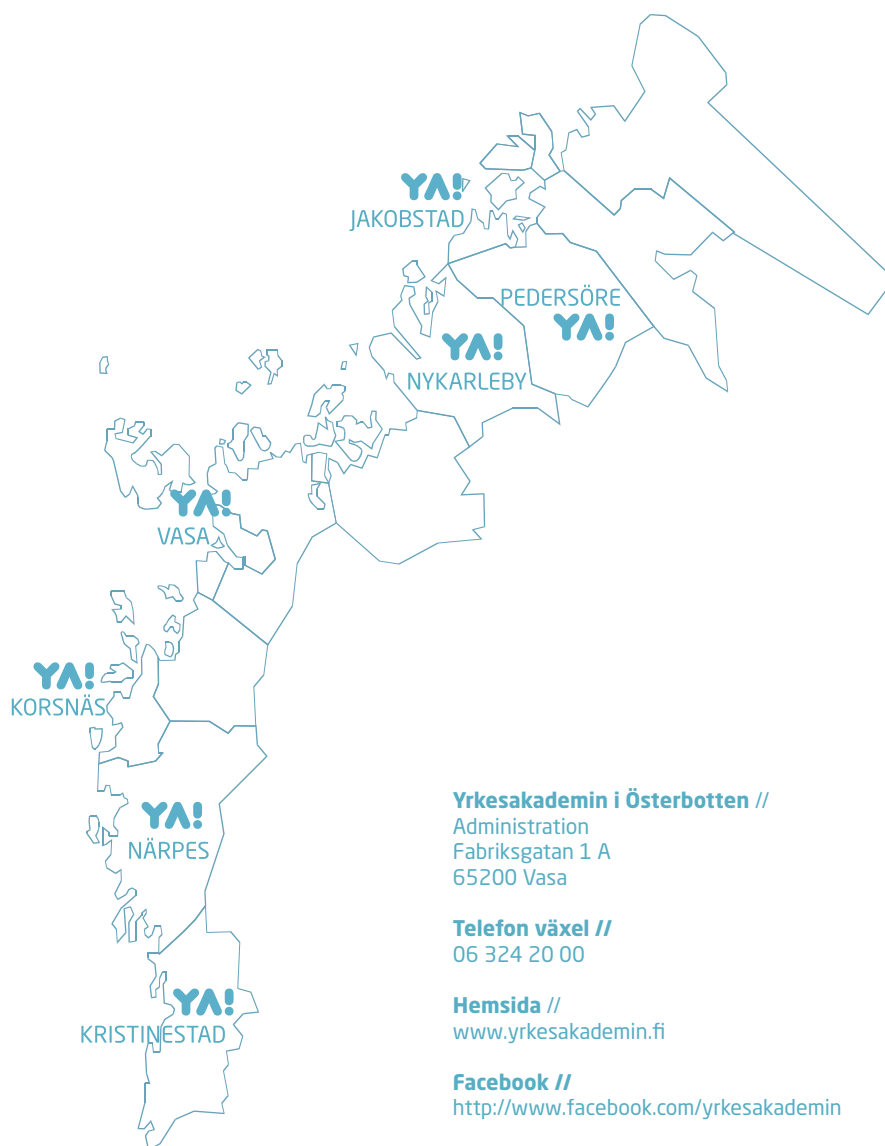 YA!
JAKOBSTAD
PEDERSÖRE
YA!
YA!
NYKARLEBY
YA!
VASA
YA!
KORSNÄS
YA!
NÄRPES
YA!
KRISTINESTAD
Yrkesakademin i Österbotten //
Administration
Fabriksgatan 1 A
65200 Vasa
Telefon växel //
06 324 20 00
Hemsida //
www.yrkesakademin.fi
Facebook //
http://www.facebook.com/yrkesakademin